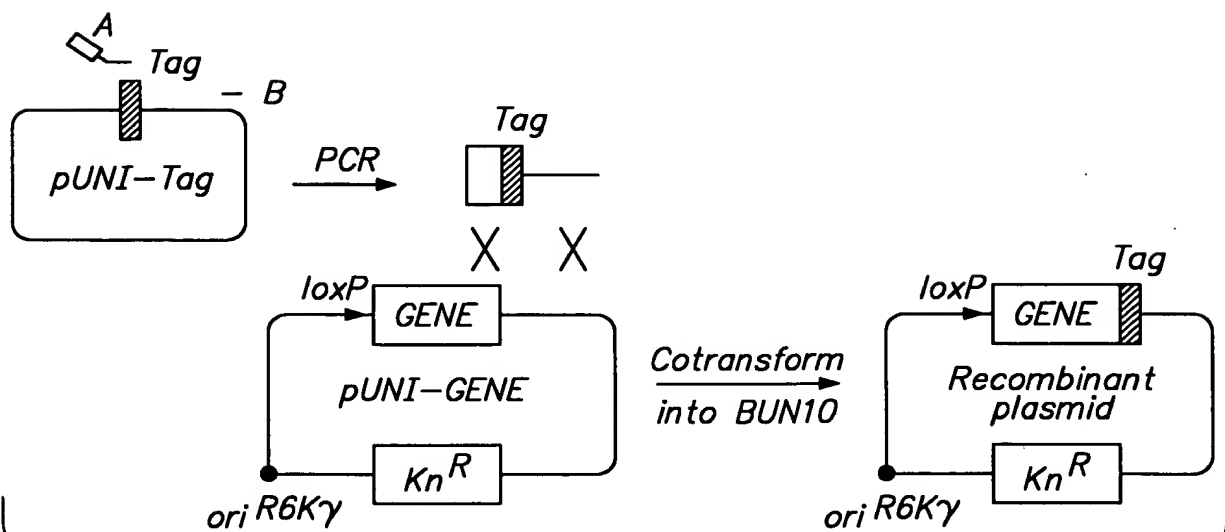 A
Tag
B
pUNI-Tag
PCR
Tag
loxP
GENE
pUNI-GENE
Kn^R
ori R6Kγ
Cotransform
into BUN10
Tag
loxP
GENE
Recombinant
plasmid
Kn^R
ori R6Kγ